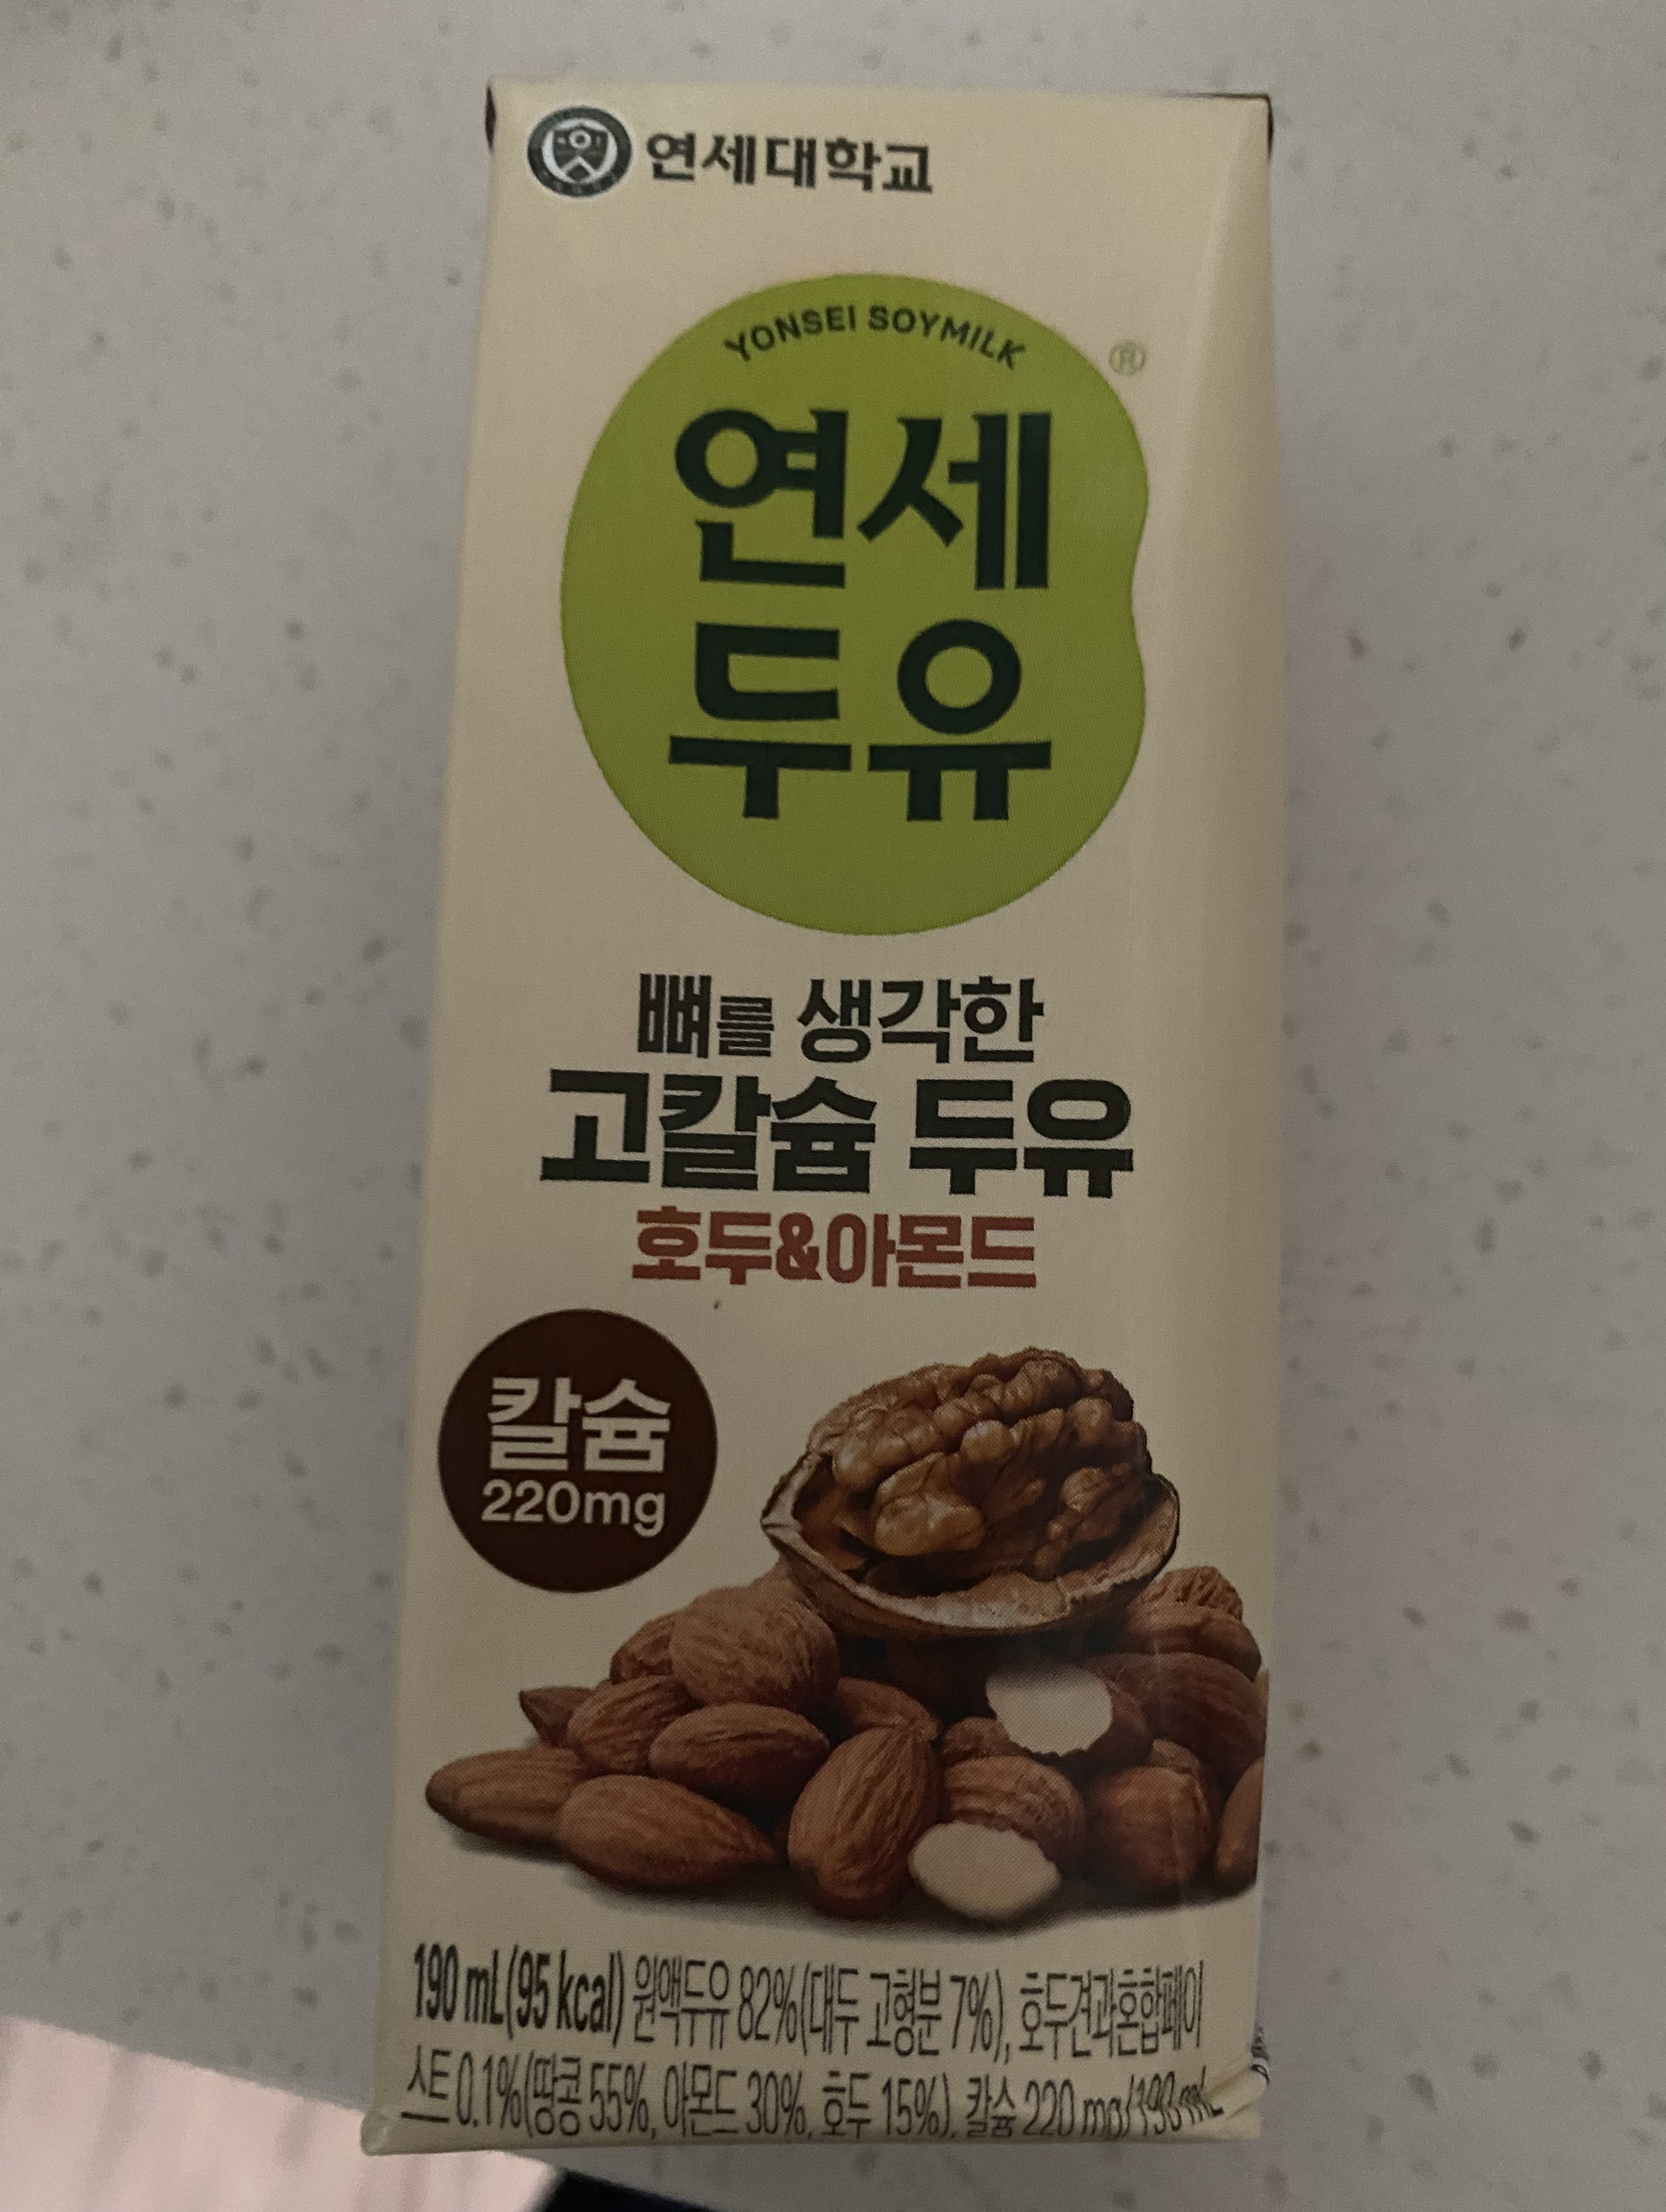 연세대학교
YONSEI SOYMILK
®
연세
두유
뼈를 생각한
고칼슘 두유
호두&아몬드
칼슘
220mg
190 mL(95 kcal) 원액두유 82%(대두 고형분 7%), 호두견과혼합페이
스트 0.1%(땅콩 55%, 아몬드 30%, 호두 15%), 칼슘 220 mg/190 mL